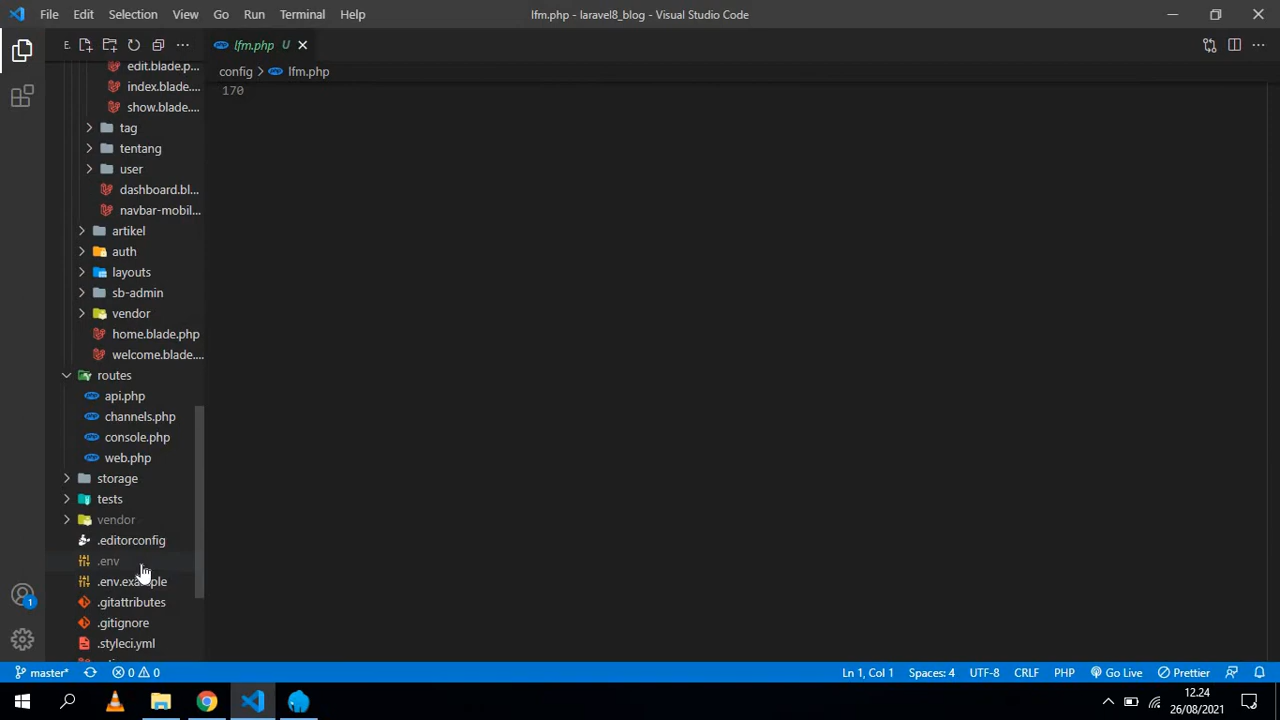 File Edit Selection View Go Run Terminal Help
lfm.php - laravel8_blog - Visual Studio Code
E.
lfm.php U
config > lfm.php
170
edit.blade.p...
index.blade....
show.blade....
tag
tentang
user
dashboard.bl...
navbar-mobil...
artikel
auth
layouts
sb-admin
vendor
home.blade.php
welcome.blade....
routes
api.php
channels.php
console.php
web.php
storage
tests
vendor
.editorconfig
.env
.env.example
.gitattributes
.gitignore
.styleci.yml
1
master* 0 0 Ln 1, Col 1 Spaces: 4 UTF-8 CRLF PHP Go Live Prettier
12.24
26/08/2021